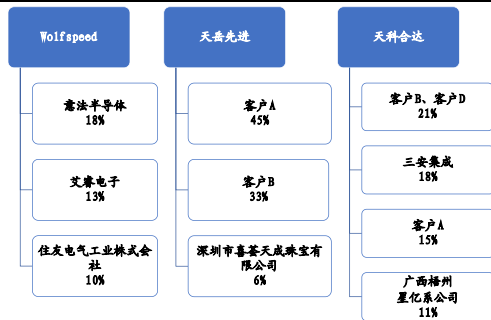 Wolfspeed
意法半导体
18%
艾睿电子
13%
住友电气工业株式会
社
10%
天岳先进
客户A
45%
客户B
33%
深圳市喜荟天成珠宝有
限公司
6%
天科合达
客户B、客户D
21%
三安集成
18%
客户A
15%
广西梧州
星亿系公司
11%